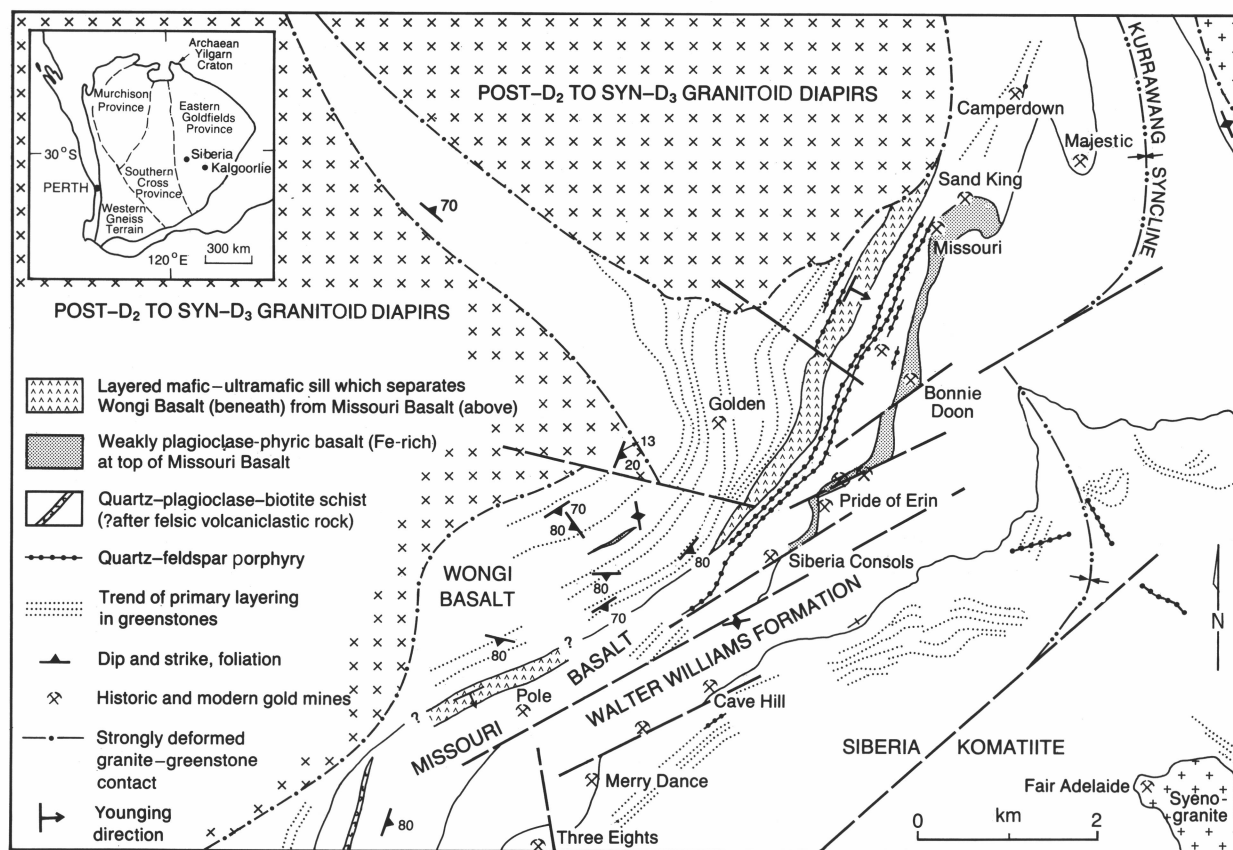 Archaean
Yilgarn
Craton
Murchison
Province
Eastern
Goldfields
Province
30°S
Siberia
Kalgoorlie
PERTH
Southern
Cross
Province
Western
Gneiss
Terrain
120°E
300 km
POST–D2 TO SYN–D3 GRANITOID DIAPIRS
POST–D2 TO SYN–D3 GRANITOID DIAPIRS
KURRAWANG SYNCLINE
Camperdown
Majestic
Sand King
Missouri
70
Golden
Bonnie
Doon
13
20
70
80
80
80
70
80
Pride of Erin
Siberia Consols
WONGI
BASALT
?
?
Pole
MISSOURI BASALT
WALTER WILLIAMS FORMATION
Cave Hill
Merry Dance
Three Eights
80
SIBERIA KOMATIITE
Fair Adelaide
Syeno-
granite
N
0 km 2
Layered mafic–ultramafic sill which separates
Wongi Basalt (beneath) from Missouri Basalt (above)
Weakly plagioclase-phyric basalt (Fe-rich)
at top of Missouri Basalt
Quartz–plagioclase–biotite schist
(?after felsic volcaniclastic rock)
Quartz–feldspar porphyry
Trend of primary layering
in greenstones
Dip and strike, foliation
Historic and modern gold mines
Strongly deformed
granite–greenstone
contact
Younging
direction